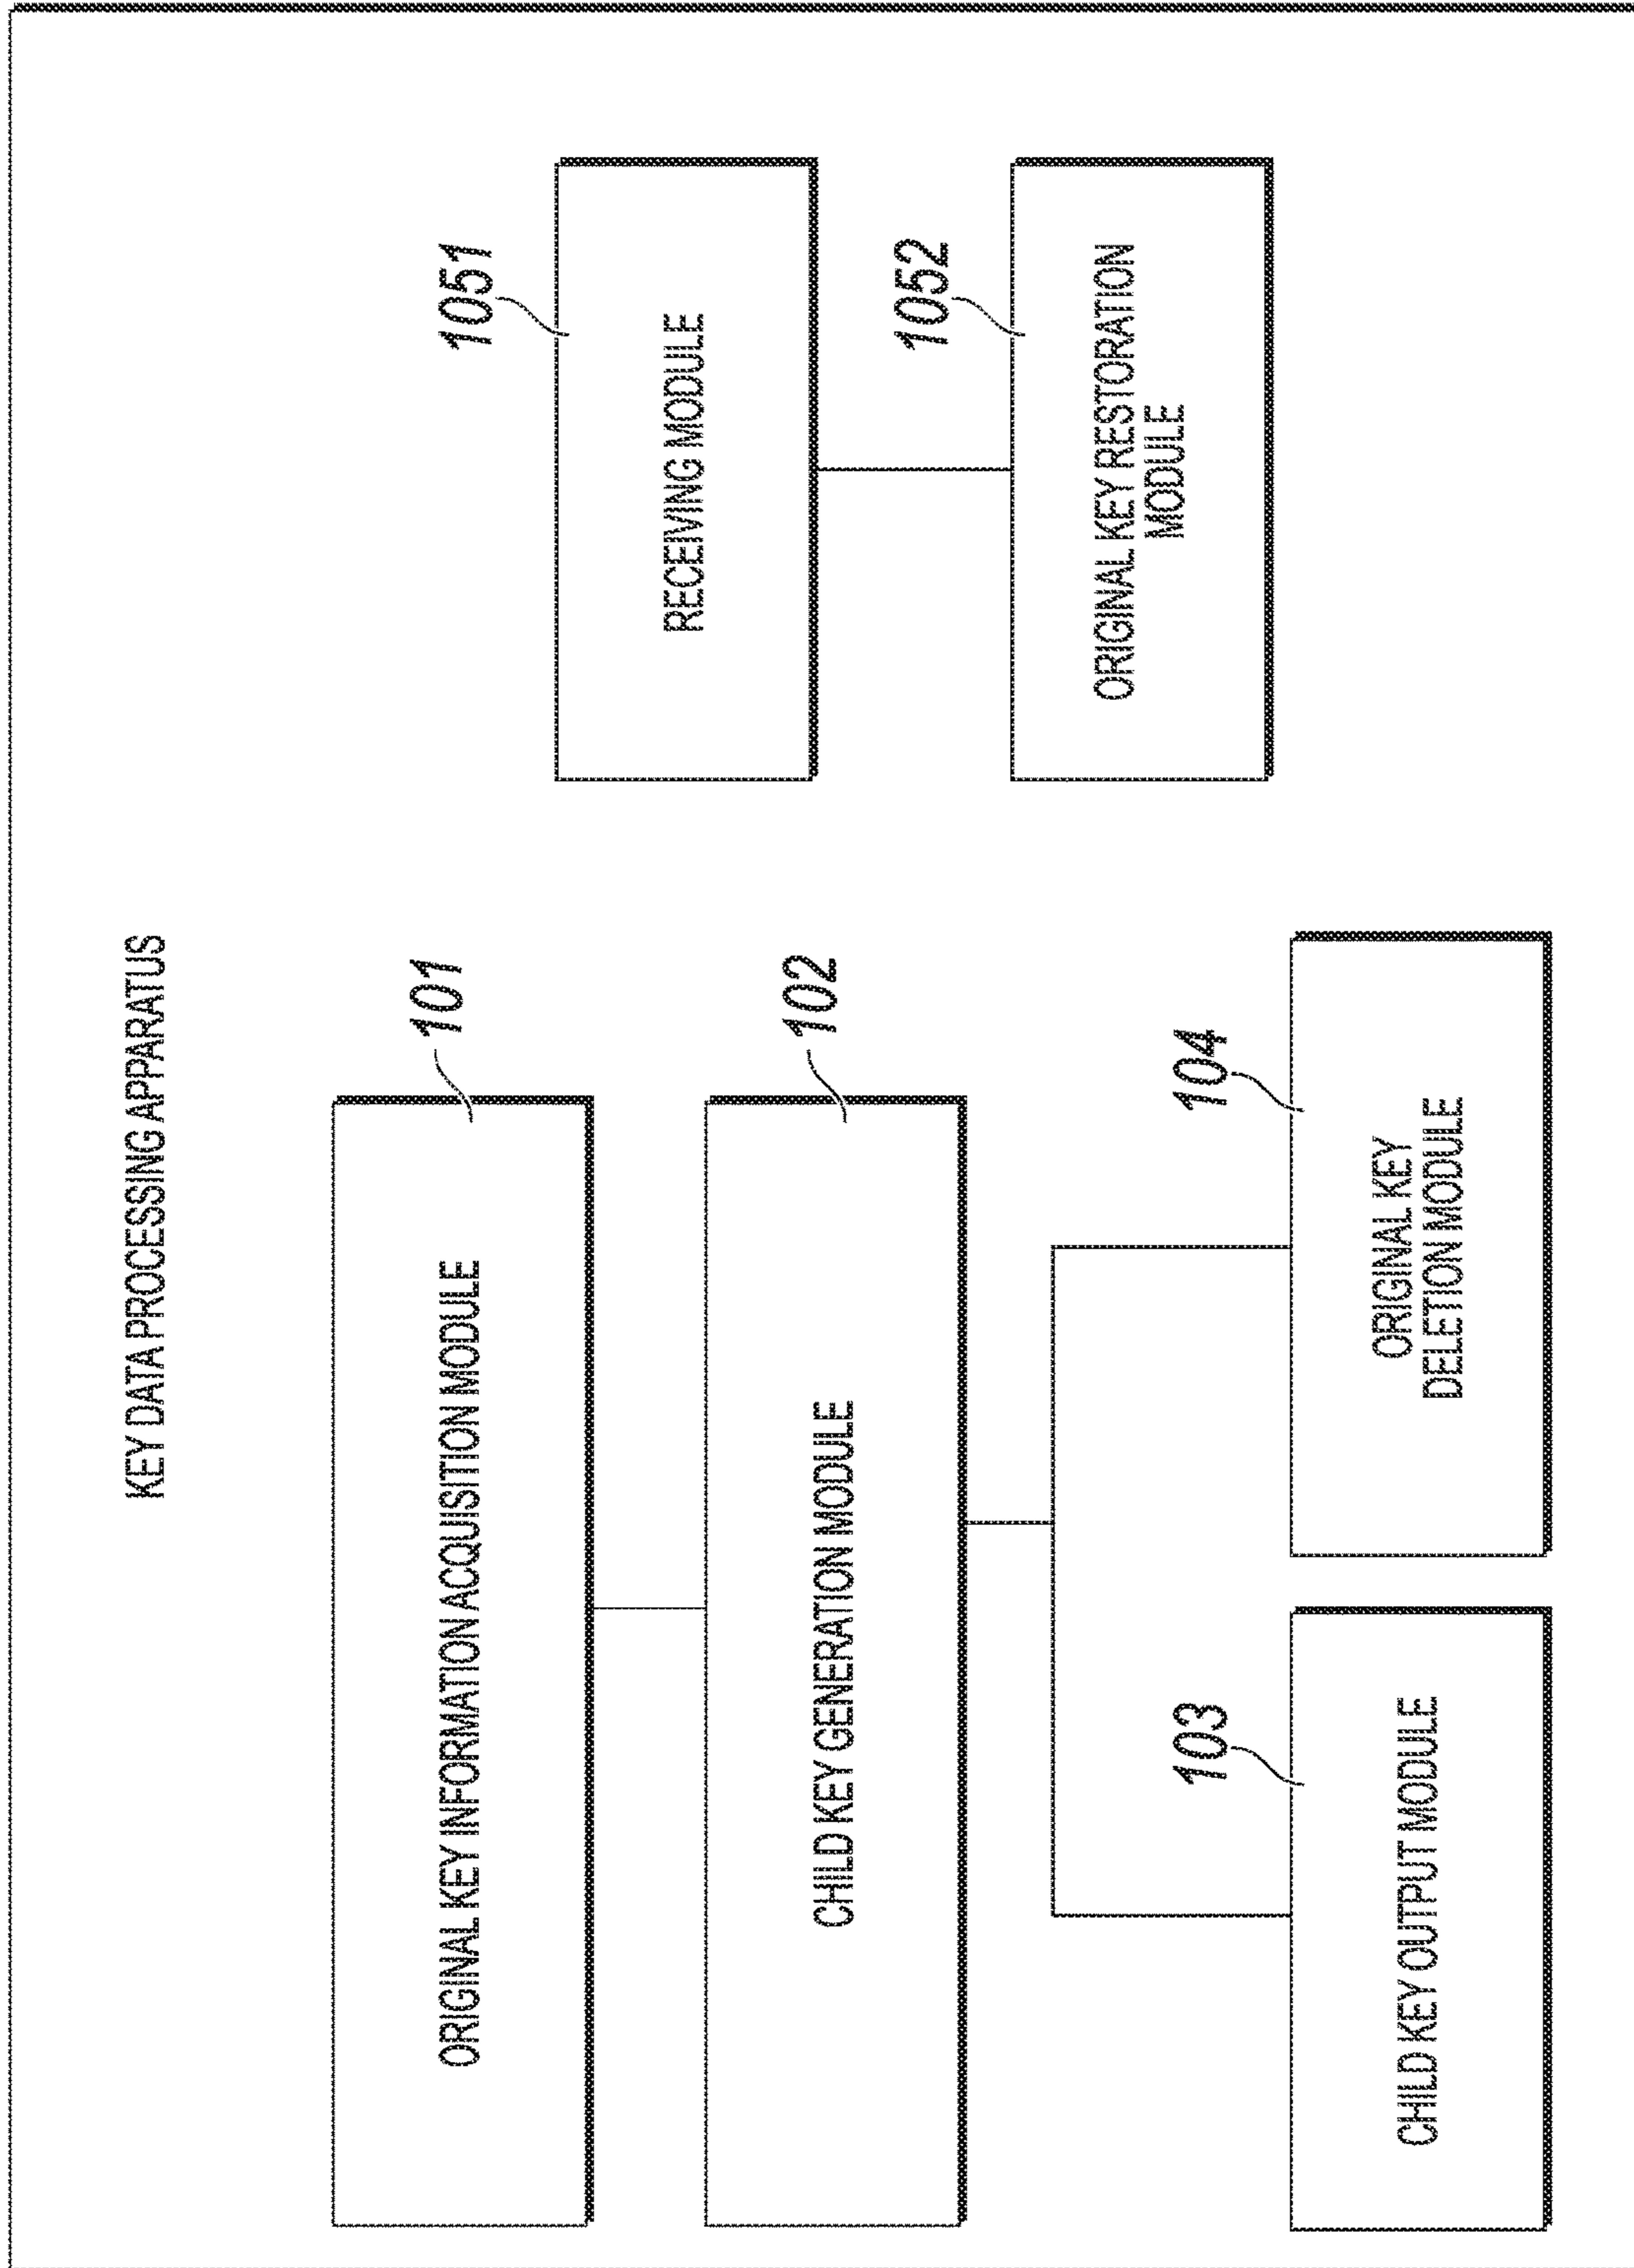 KEY DATA PROCESSING APPARATUS
101
ORIGINAL KEY INFORMATION ACQUISITION MODULE
102
CHILD KEY GENERATION MODULE
103
CHILD KEY OUTPUT MODULE
104
ORIGINAL KEY
DELETION MODULE
1051
RECEIVING MODULE
1052
ORIGINAL KEY RESTORATION
MODULE